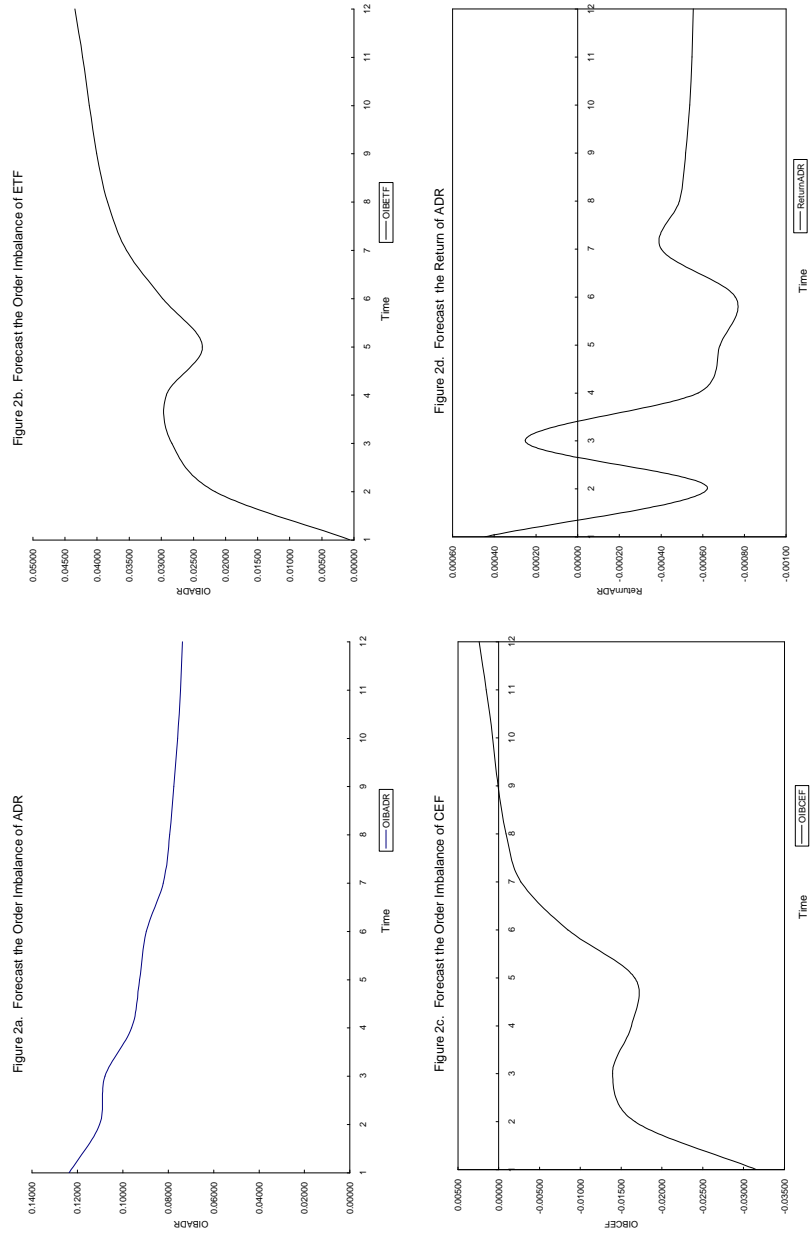 Figure 2a. Forecast the Order Imbalance of ADR
0.14000
0.12000
0.10000
0.08000
0.06000
0.04000
0.02000
0.00000
OIBADR
1 2 3 4 5 6 7 8 9 10 11 12
Time
OIBADR
Figure 2b. Forecast the Order Imbalance of ETF
0.05000
0.04500
0.04000
0.03500
0.03000
0.02500
0.02000
0.01500
0.01000
0.00500
0.00000
OIBADR
1 2 3 4 5 6 7 8 9 10 11 12
Time
OIBETF
Figure 2c. Forecast the Order Imbalance of CEF
0.00500
0.00000
-0.00500
-0.01000
-0.01500
-0.02000
-0.02500
-0.03000
-0.03500
OIBCEF
1 2 3 4 5 6 7 8 9 10 11 12
Time
OIBCEF
Figure 2d. Forecast the Return of ADR
0.00060
0.00040
0.00020
0.00000
-0.00020
-0.00040
-0.00060
-0.00080
-0.00100
ReturnADR
1 2 3 4 5 6 7 8 9 10 11 12
Time
ReturnADR